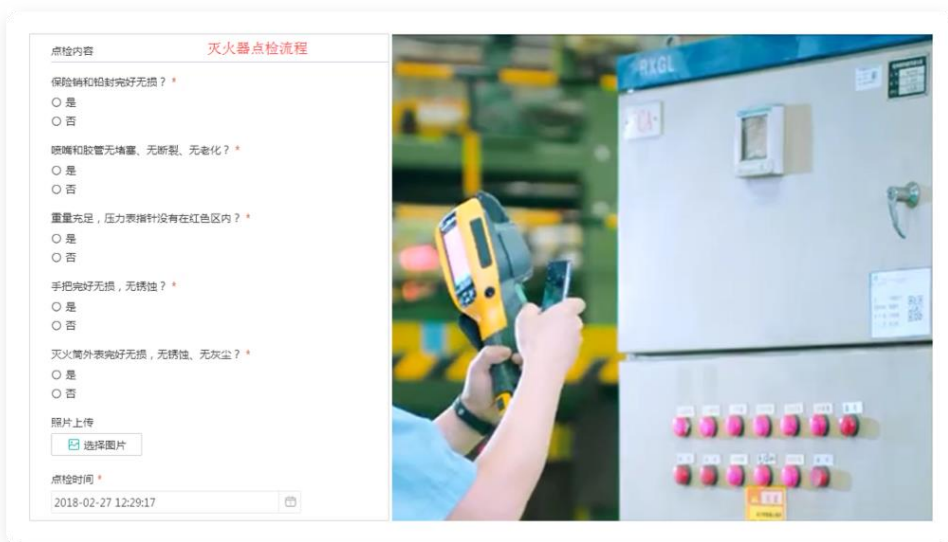 点检内容
灭火器点检流程
保险销和铅封完好无损？ *
是
否
喷嘴和胶管无堵塞、无断裂、无老化？ *
是
否
重量充足，压力表指针没有在红色区内？ *
是
否
手把完好无损，无锈蚀？ *
是
否
灭火筒外表完好无损，无锈蚀、无灰尘？ *
是
否
照片上传
选择图片
点检时间 *
2018-02-27 12:29:17
RXGL